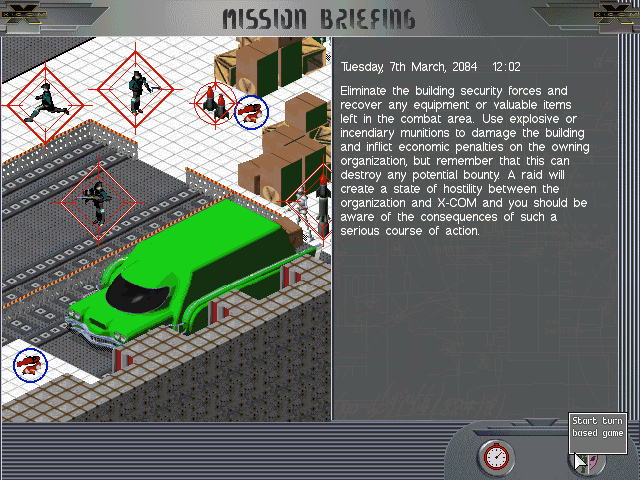 MISSION BRIEFING
Tuesday, 7th March, 2084 12:02
Eliminate the building security forces and
recover any equipment or valuable items
left in the combat area. Use explosive or
incendiary munitions to damage the building
and inflict economic penalties on the owning
organization, but remember that this can
destroy any potential bounty. A raid will
create a state of hostility between the
organization and X-COM and you should be
aware of the consequences of such a
serious course of action.
Start turn
based game